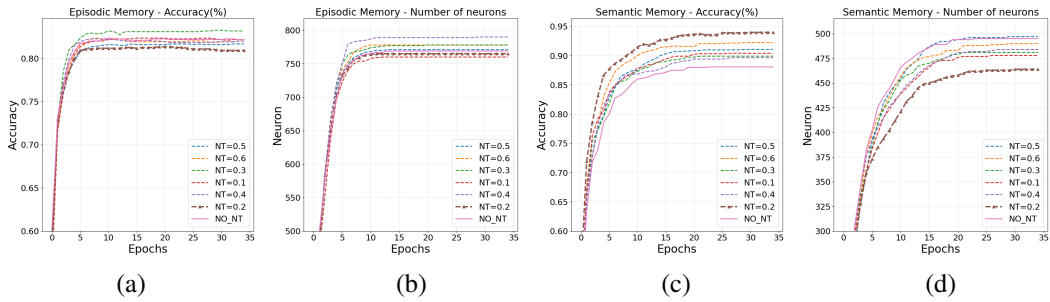 Episodic Memory - Accuracy(%)
Accuracy
0.80
0.75
0.70
0.65
0.60
0 5 10 15 20 25 30 35
Epochs
NT=0.5
NT=0.6
NT=0.3
NT=0.1
NT=0.4
NT=0.2
NO_NT
(a)
Episodic Memory - Number of neurons
Neuron
800
750
700
650
600
550
500
0 5 10 15 20 25 30 35
Epochs
NT=0.5
NT=0.6
NT=0.3
NT=0.1
NT=0.4
NT=0.2
NO_NT
(b)
Semantic Memory - Accuracy(%)
Accuracy
0.95
0.90
0.85
0.80
0.75
0.70
0.65
0.60
0 5 10 15 20 25 30 35
Epochs
NT=0.5
NT=0.6
NT=0.3
NT=0.1
NT=0.4
NT=0.2
NO_NT
(c)
Semantic Memory - Number of neurons
Neuron
500
475
450
425
400
375
350
325
300
0 5 10 15 20 25 30 35
Epochs
NT=0.5
NT=0.6
NT=0.3
NT=0.1
NT=0.4
NT=0.2
NO_NT
(d)